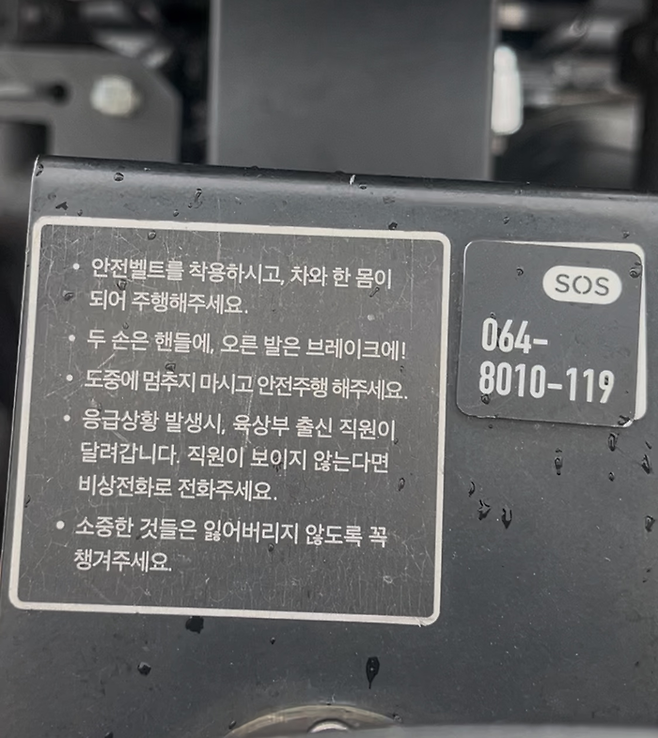 • 안전벨트를 착용하시고, 차와 한 몸이
되어 주행해주세요.
• 두 손은 핸들에, 오른 발은 브레이크에!
• 도중에 멈추지 마시고 안전주행 해주세요.
• 응급상황 발생시, 육상부 출신 직원이
달려갑니다. 직원이 보이지 않는다면
비상전화로 전화주세요.
• 소중한 것들은 잃어버리지 않도록 꼭
챙겨주세요.
SOS
064-
8010-119